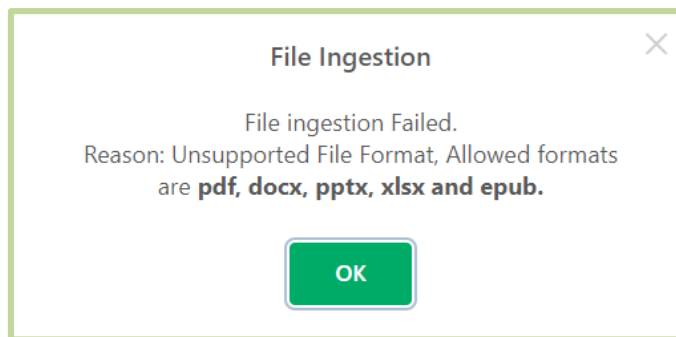 File Ingestion
File ingestion Failed.
Reason: Unsupported File Format, Allowed formats
are pdf, docx, pptx, xlsx and epub.
OK